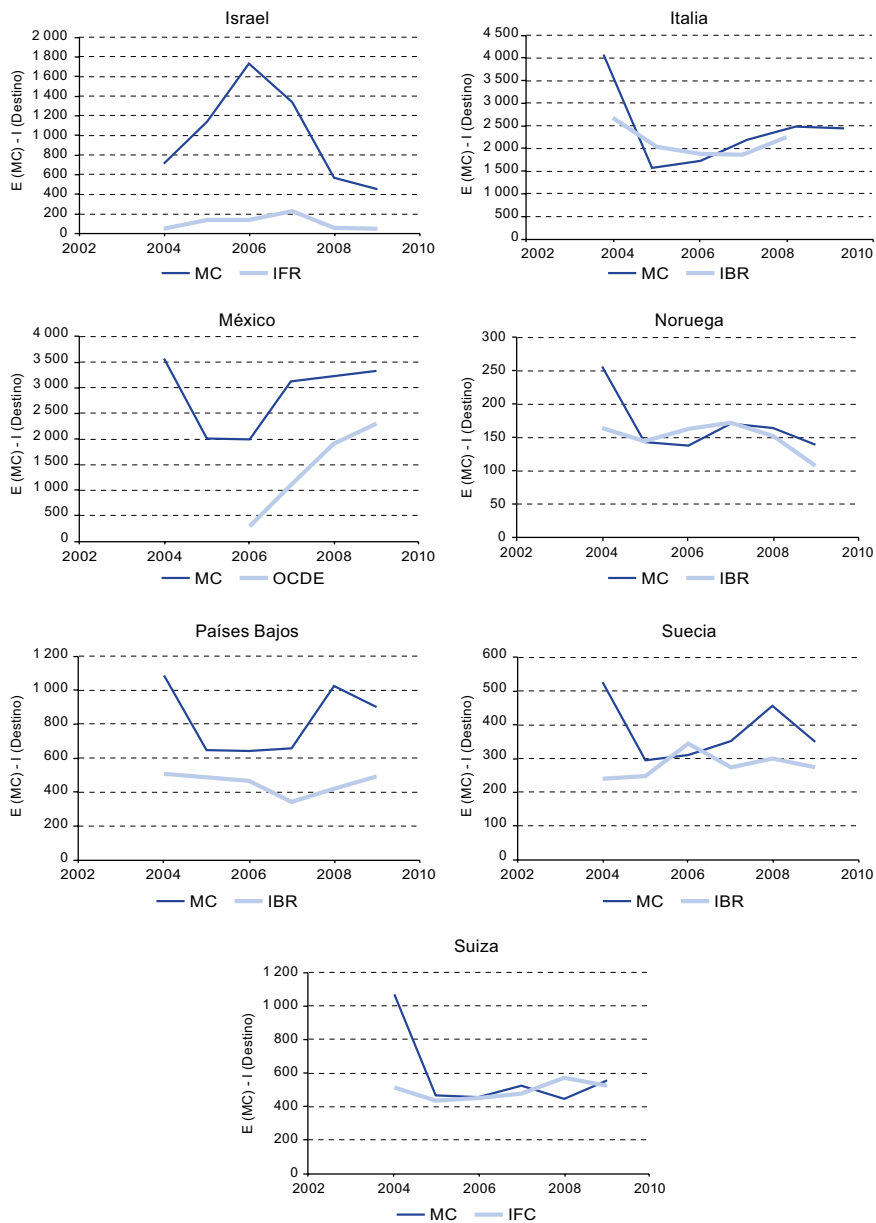 Israel
E (MC) - I (Destino)
2 000
1 800
1 600
1 400
1 200
1 000
800
600
400
200
0
2002 2004 2006 2008 2010
MC IFR
Italia
E (MC) - I (Destino)
4 500
4 000
3 500
3 000
2 500
2 000
1 500
1 000
500
0
2002 2004 2006 2008 2010
MC IBR
México
E (MC) - I (Destino)
4 000
3 500
3 000
2 500
2 000
1 500
1 000
500
0
2002 2004 2006 2008 2010
MC OCDE
Noruega
E (MC) - I (Destino)
300
250
200
150
100
50
0
2002 2004 2006 2008 2010
MC IBR
Países Bajos
E (MC) - I (Destino)
1 200
1 000
800
600
400
200
0
2002 2004 2006 2008 2010
MC IBR
Suecia
E (MC) - I (Destino)
600
500
400
300
200
100
0
2002 2004 2006 2008 2010
MC IBR
Suiza
E (MC) - I (Destino)
1 200
1 000
800
600
400
200
0
2002 2004 2006 2008 2010
MC IFC